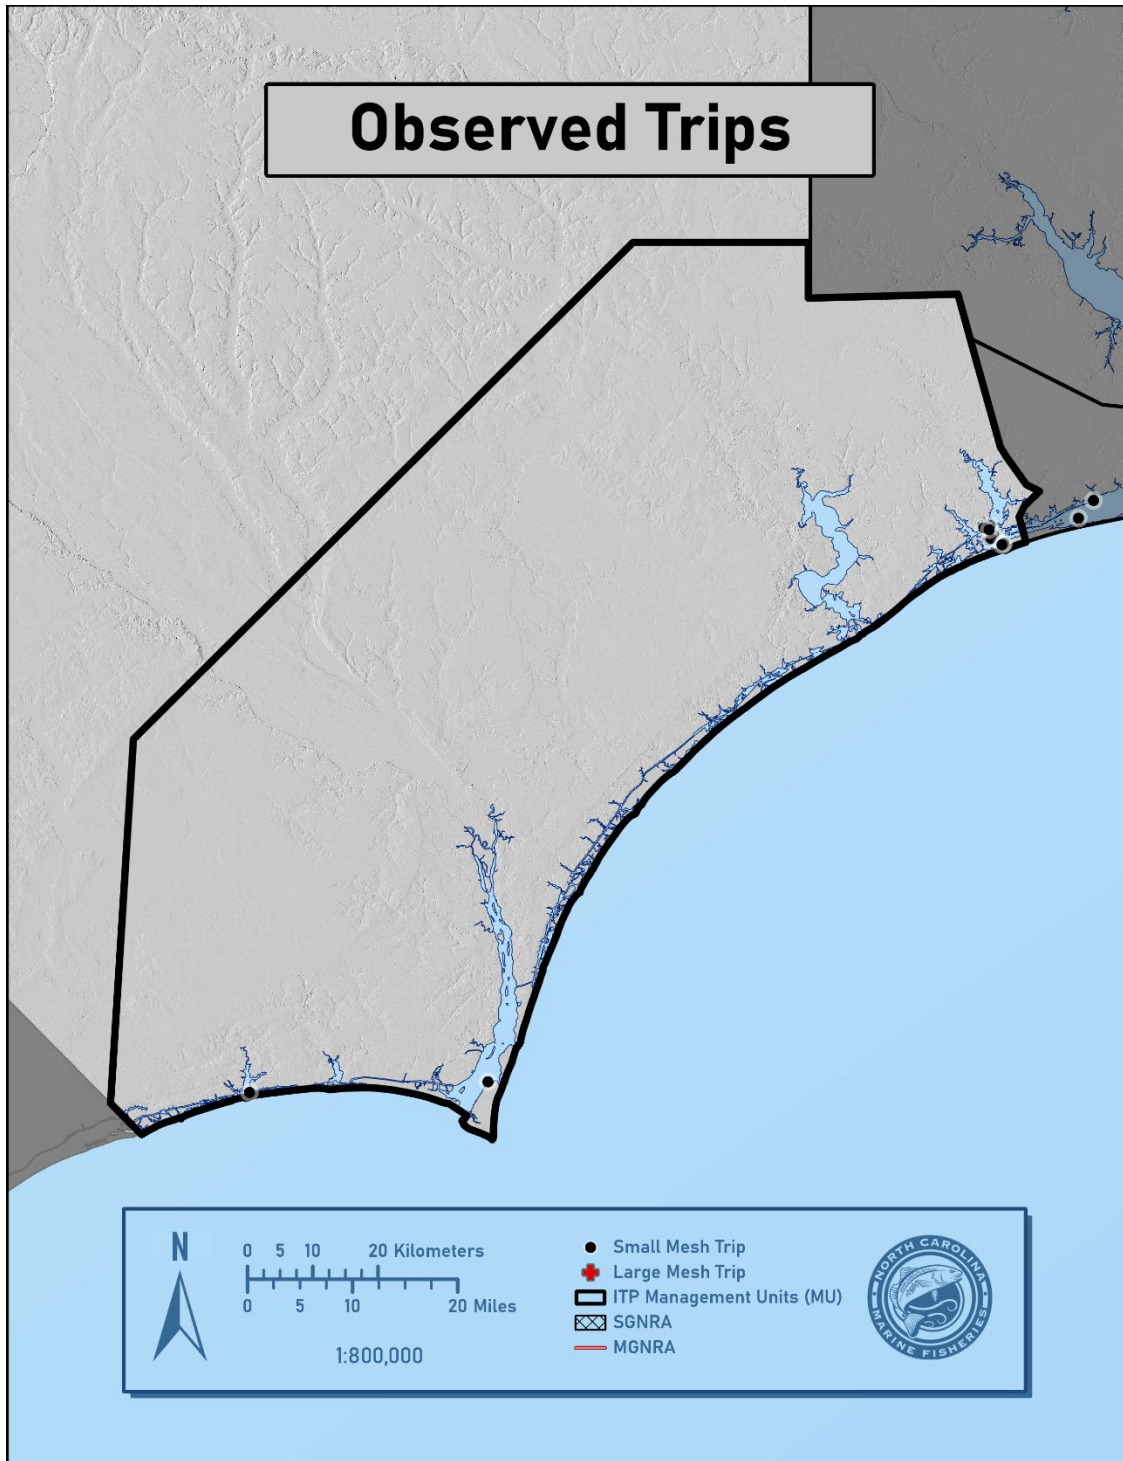 Observed Trips
N
0 5 10 20 Kilometers
0 5 10 20 Miles
1:800,000
Small Mesh Trip
Large Mesh Trip
ITP Management Units (MU)
SGNRA
MGNRA
NORTH CAROLINA
MARINE FISHERIES